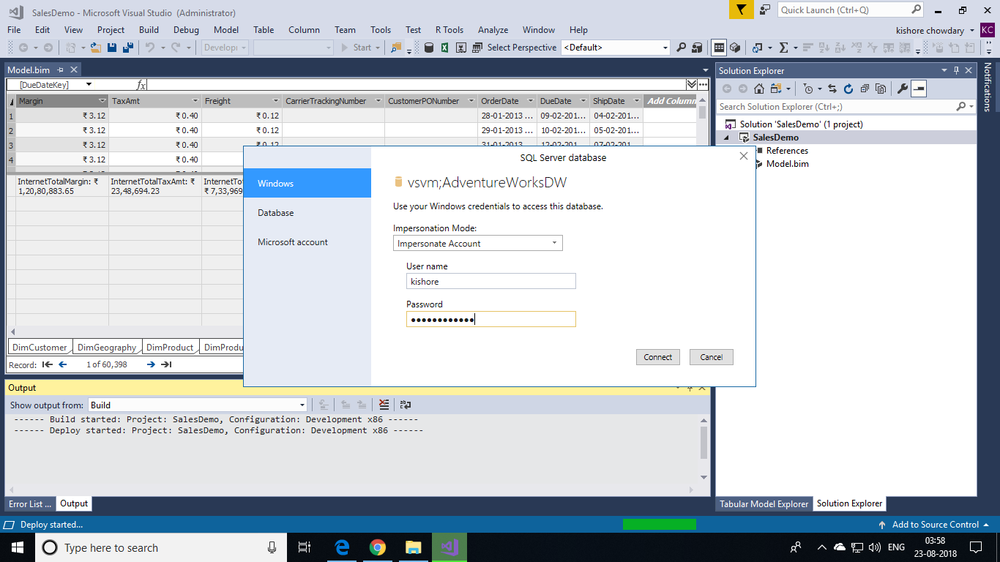 SalesDemo - Microsoft Visual Studio (Administrator)
Quick Launch (Ctrl+Q)
File Edit View Project Build Debug Model Table Column Team Tools Test R Tools Analyze Window Help
kishore chowdary KC
Developı Start Select Perspective <Default>
Model.bim
[DueDateKey] fx
Margin TaxAmt Freight CarrierTrackingNumber CustomerPONumber OrderDate DueDate ShipDate Add Column
1 ₹ 3.12 ₹ 0.40 ₹ 0.12 28-01-2013 ... 09-02-201... 04-02-201...
2 ₹ 3.12 ₹ 0.40 ₹ 0.12 29-01-2013 ... 10-02-201... 05-02-201...
3 ₹ 3.12 ₹ 0.40 ₹ 0.12 31-01-2013 12-02-201 07-02-201
4 ₹ 3.12 ₹ 0.40
InternetTotalMargin: ₹ 1,20,80,883.65
InternetTotalTaxAmt: ₹ 23,48,694.23
InternetTot ₹ 7,33,969
DimCustomer DimGeography DimProduct DimProdu
Record: 1 of 60,398
SQL Server database
Windows
Database
Microsoft account
vsvm;AdventureWorksDW
Use your Windows credentials to access this database.
Impersonation Mode:
Impersonate Account
User name
kishore
Password
●●●●●●●●●●●●
Connect Cancel
Solution Explorer
Search Solution Explorer (Ctrl+;)
Solution 'SalesDemo' (1 project)
SalesDemo
References
Model.bim
Notifications
Output
Show output from: Build
------ Build started: Project: SalesDemo, Configuration: Development x86 ------
------ Deploy started: Project: SalesDemo, Configuration: Development x86 ------
Error List ... Output
Tabular Model Explorer Solution Explorer
Deploy started...
Add to Source Control
Type here to search
ENG
03:58
23-08-2018